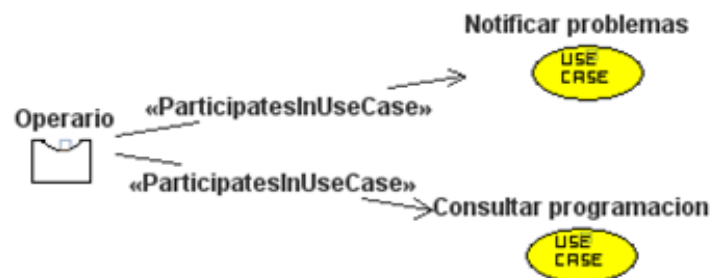 Notificar problemas
USE
CASE
«ParticipatesInUseCase»
Operario
«ParticipatesInUseCase»
Consultar programacion
USE
CASE